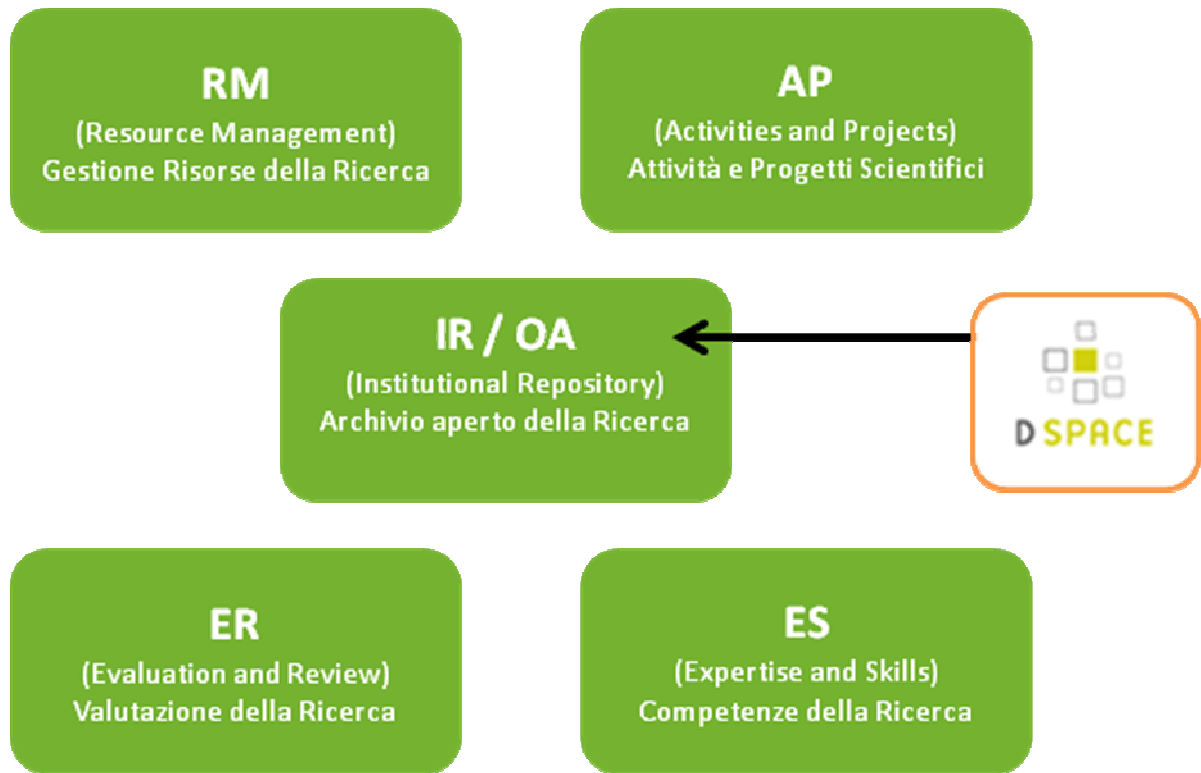 RM
(Resource Management)
Gestione Risorse della Ricerca
AP
(Activities and Projects)
Attività e Progetti Scientifici
IR / OA
(Institutional Repository)
Archivio aperto della Ricerca
D SPACE
ER
(Evaluation and Review)
Valutazione della Ricerca
ES
(Expertise and Skills)
Competenze della Ricerca